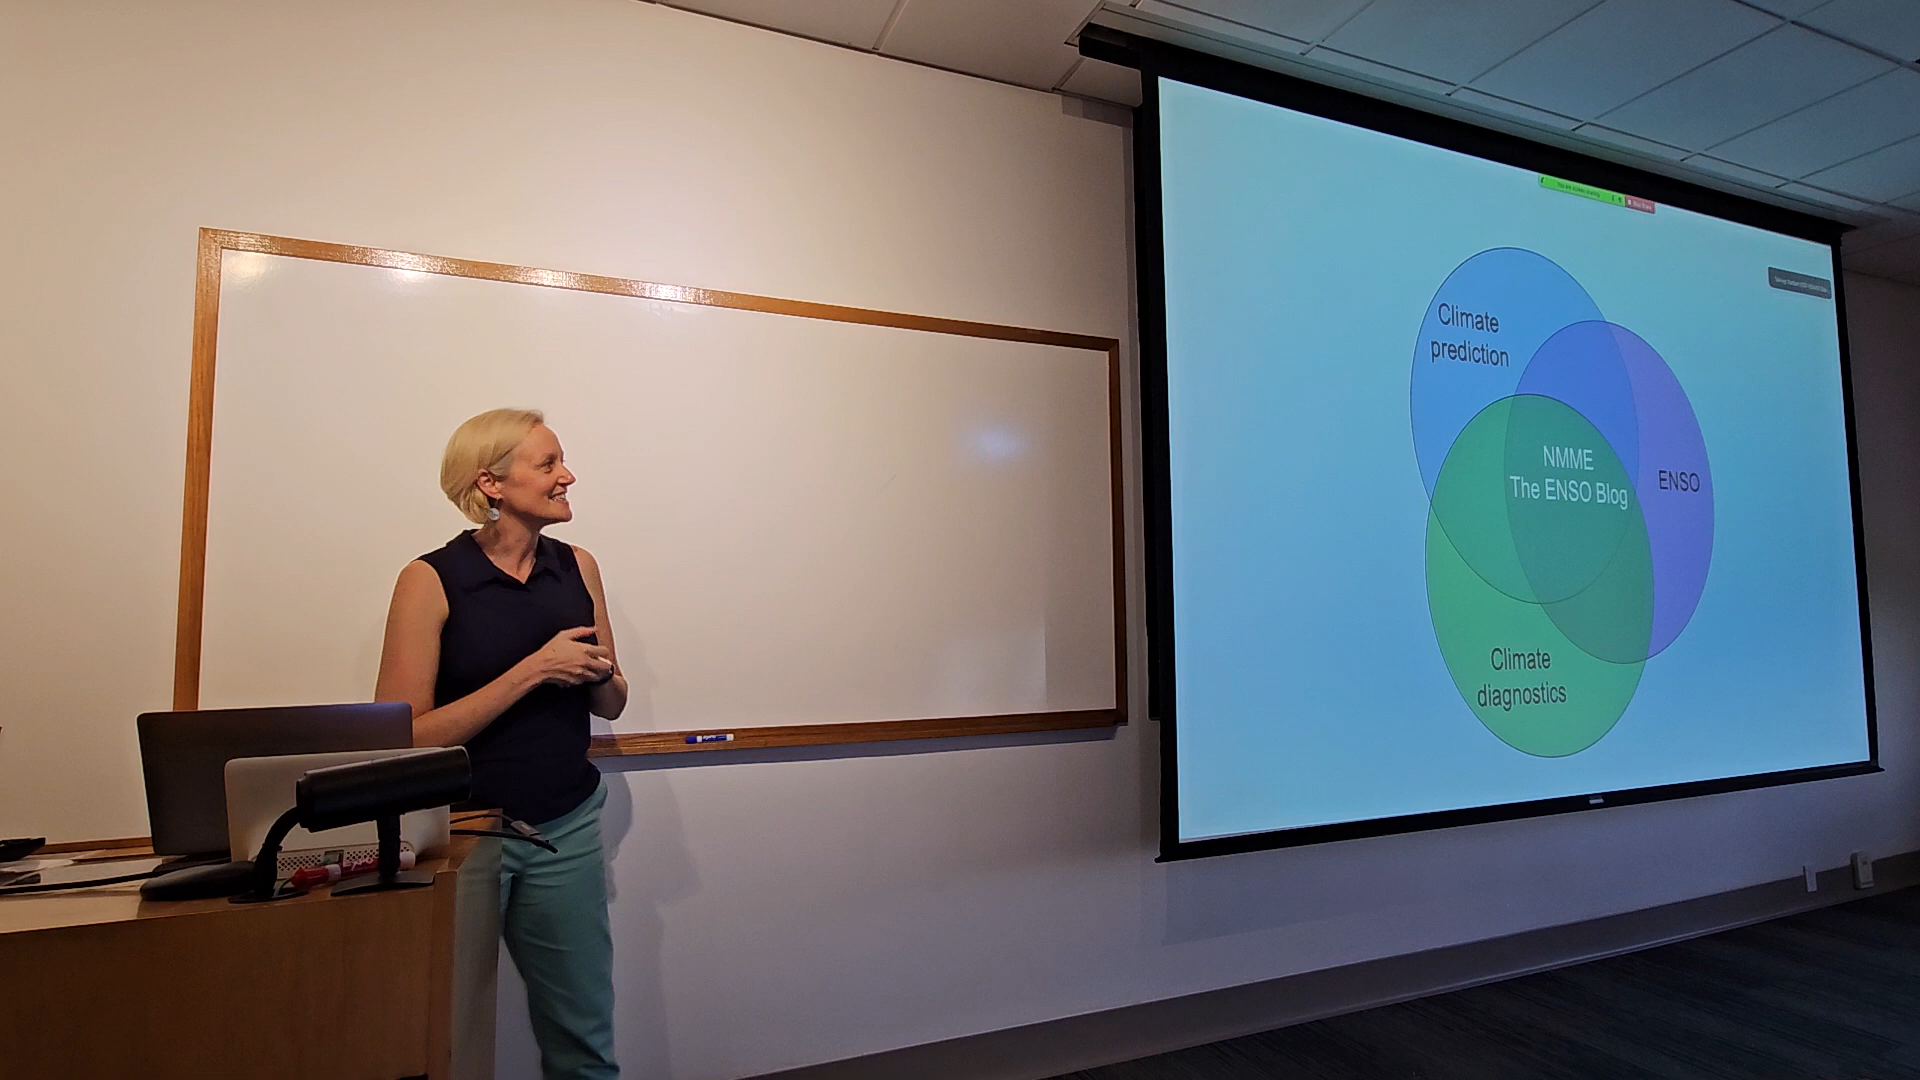 Climate
prediction
NMME
The ENSO Blog
ENSO
Climate
diagnostics